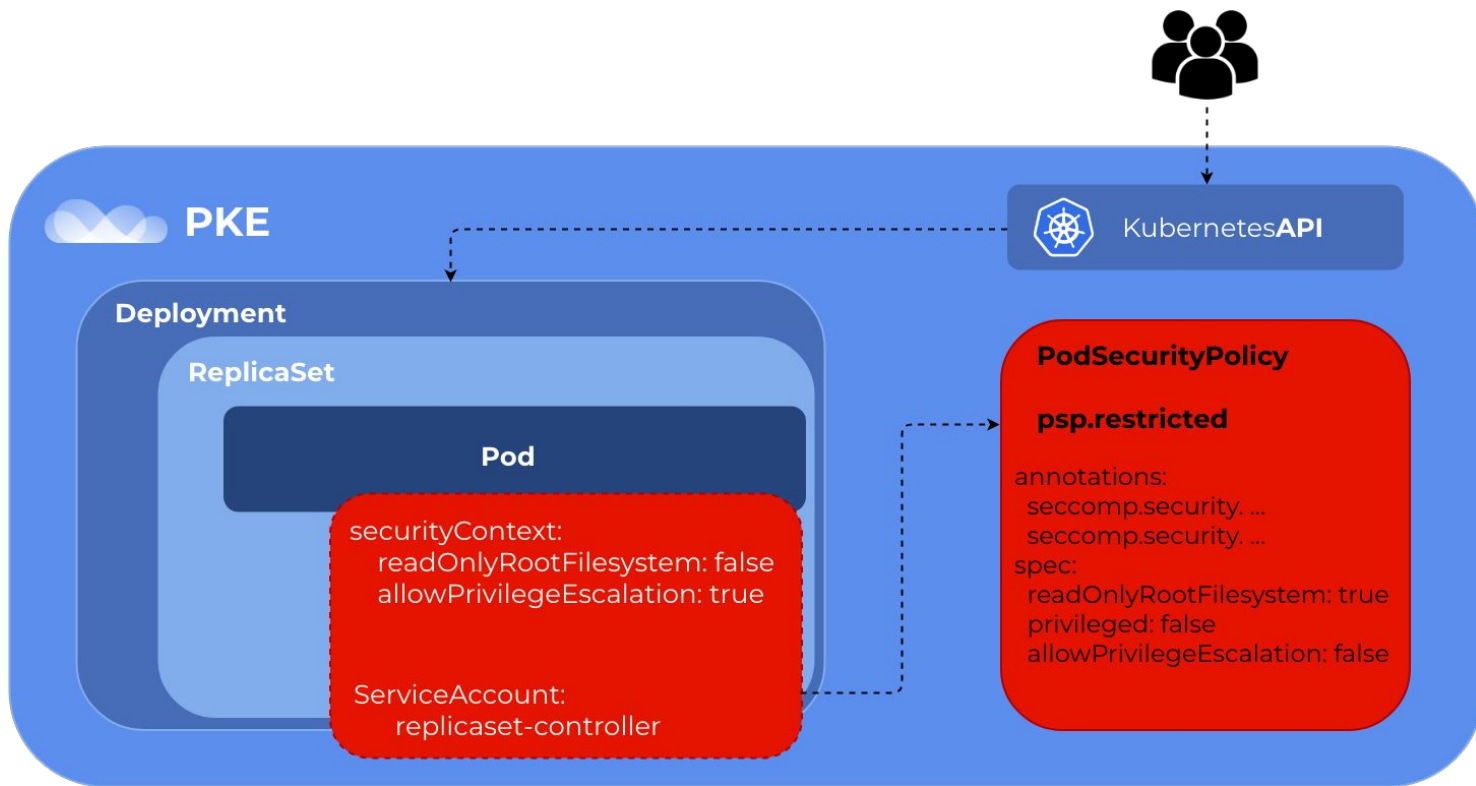 PKE
KubernetesAPI
Deployment
ReplicaSet
Pod
securityContext:
readOnlyRootFilesystem: false
allowPrivilegeEscalation: true
ServiceAccount:
replicaset-controller
PodSecurityPolicy
psp.restricted
annotations:
seccomp.security. ...
seccomp.security. ...
spec:
readOnlyRootFilesystem: true
privileged: false
allowPrivilegeEscalation: false